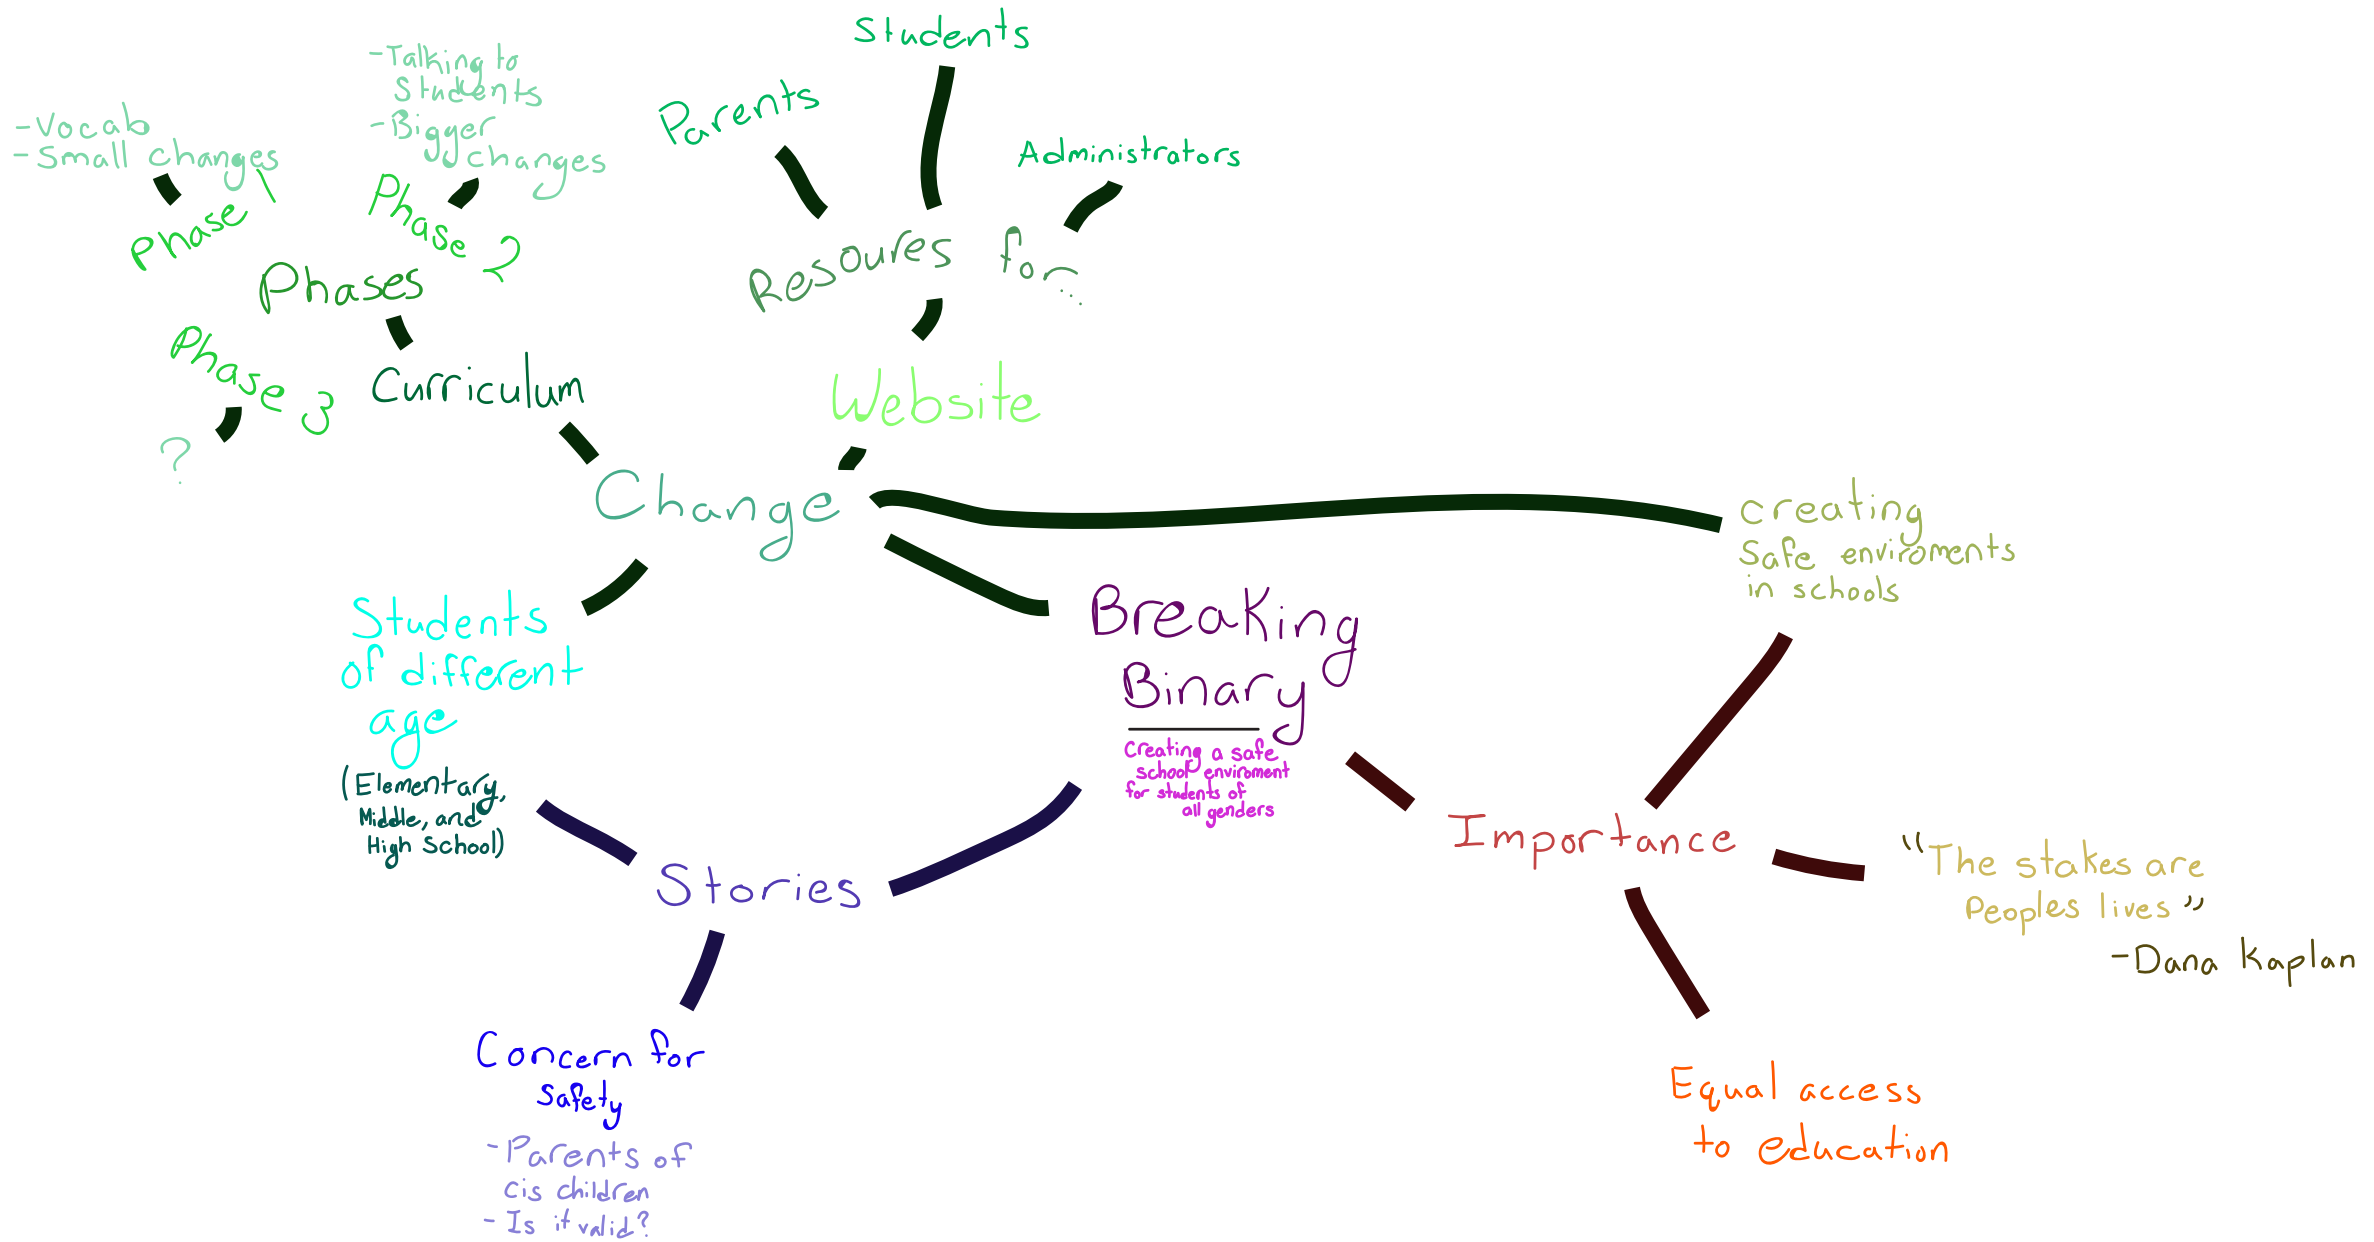 Students
-Talking to
Students
-Bigger
changes
Parents
-Vocab
-Small changes
Administrators
Phase 1
Phase 2
Resoures for...
Phases
Phase 3
Curriculum
Website
?
Change
creating
Safe enviroments
in schools
Breaking
Binary
Creating a safe
school enviroment
for students of
all genders
Students
of different
age
(Elementary,
Middle, and
High School)
Importance
"The stakes are
Peoples lives"
-Dana Kaplan
Stories
Concern for
Safety
-Parents of
cis children
-Is it valid?
Equal access
to education